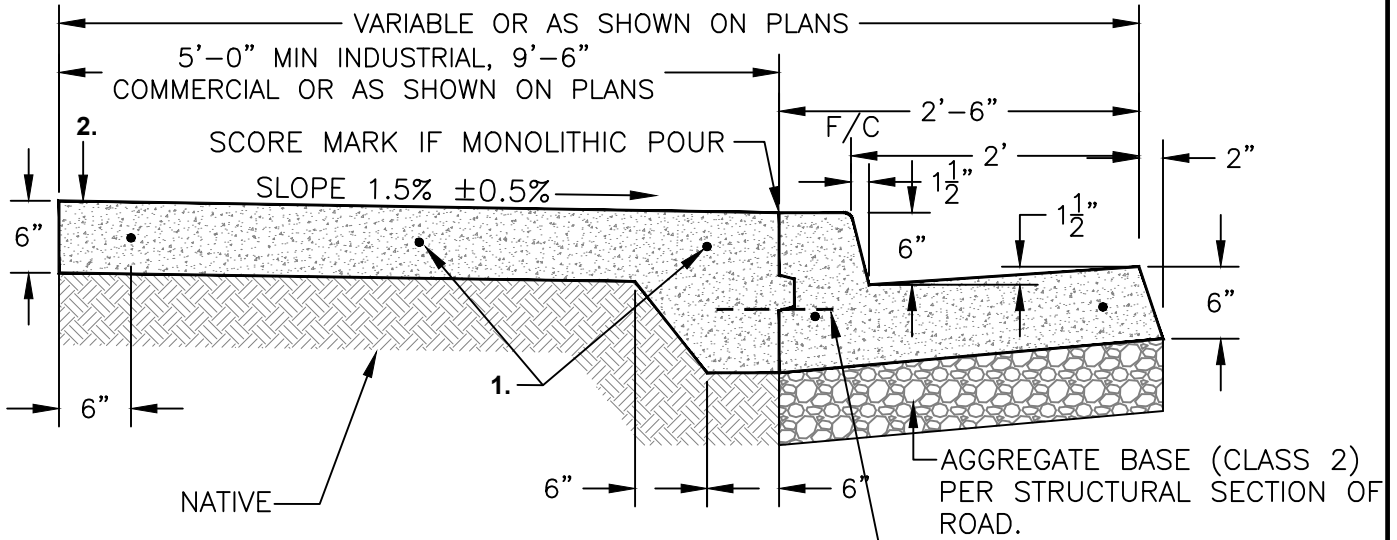 VARIABLE OR AS SHOWN ON PLANS
5'-0" MIN INDUSTRIAL, 9'-6"
COMMERCIAL OR AS SHOWN ON PLANS
2'-6"
2.
SCORE MARK IF MONOLITHIC POUR
F/C
2'
2"
SLOPE 1.5% ±0.5%
1½"
1½"
6"
6"
6"
1.
6"
NATIVE
6"
6"
AGGREGATE BASE (CLASS 2)
PER STRUCTURAL SECTION OF
ROAD.